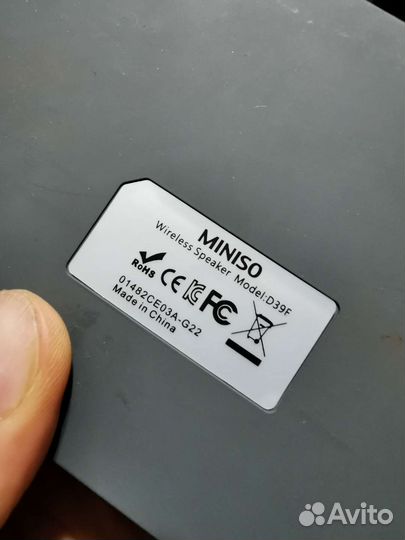 MINISO
Wireless Speaker Model:D39F
RoHS CE FC
01482CE03A-G22
Made in China
Avito